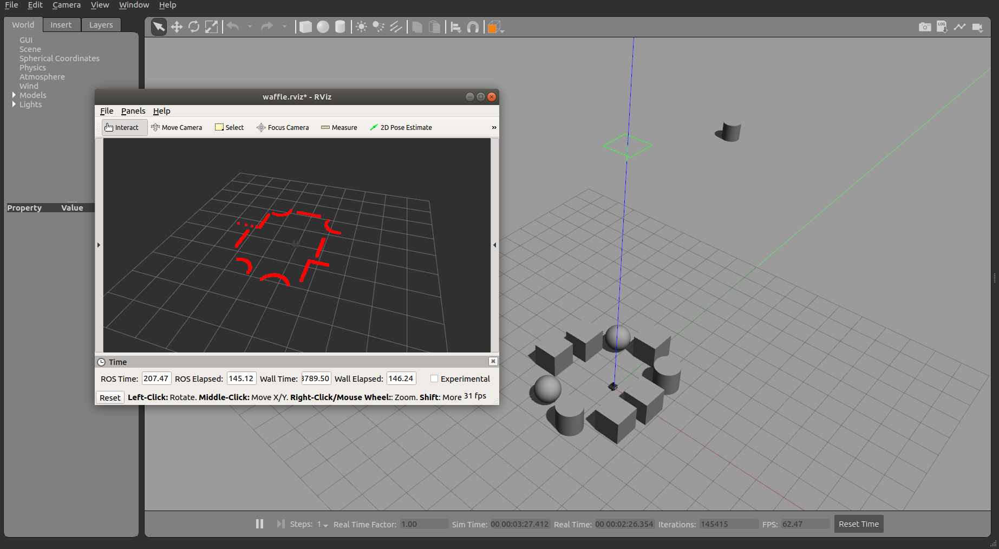 File Edit Camera View Window Help
World Insert Layers
GUI
Scene
Spherical Coordinates
Physics
Atmosphere
Wind
Models
Lights
Property Value
LOG
waffle.rviz* - RViz
File Panels Help
Interact Move Camera Select Focus Camera Measure 2D Pose Estimate »
Time
ROS Time: 207.47 ROS Elapsed: 145.12 Wall Time: 3789.50 Wall Elapsed: 146.24 Experimental
Reset Left-Click: Rotate. Middle-Click: Move X/Y. Right-Click/Mouse Wheel:: Zoom. Shift: More 31 fps
Steps: 1 Real Time Factor: 1.00 Sim Time: 00 00:03:27.412 Real Time: 00 00:02:26.354 Iterations: 145415 FPS: 62.47 Reset Time